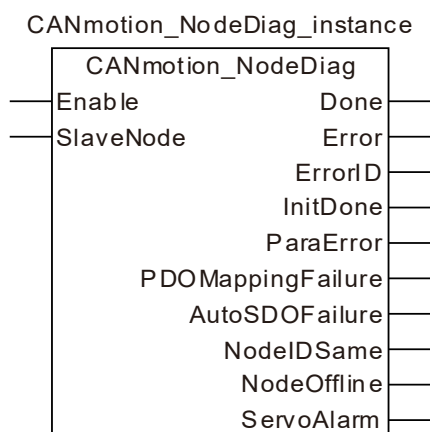 CANmotion_NodeDiag_instance
CANmotion_NodeDiag
Enable Done
SlaveNode Error
ErrorID
InitDone
ParaError
PDOMappingFailure
AutoSDOFailure
NodeIDSame
NodeOffline
ServoAlarm